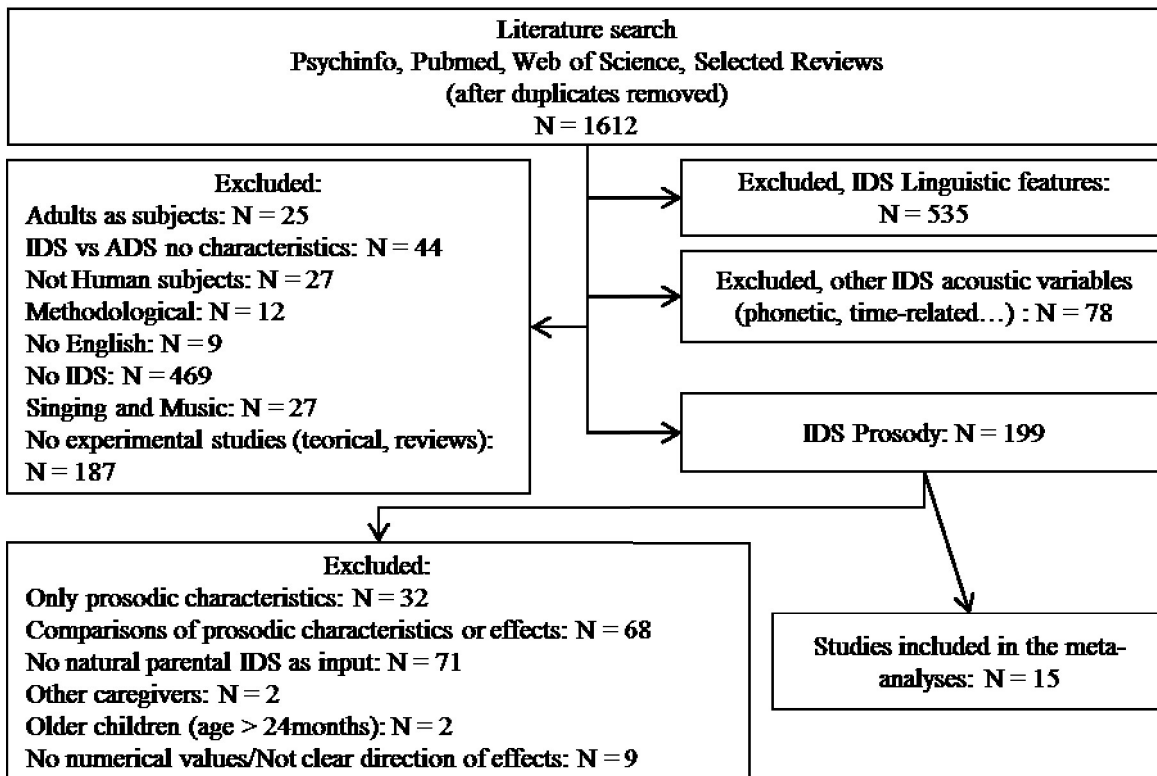 Literature search
Psychinfo, Pubmed, Web of Science, Selected Reviews
(after duplicates removed)
N = 1612
Excluded:
Adults as subjects: N = 25
IDS vs ADS no characteristics: N = 44
Not Human subjects: N = 27
Methodological: N = 12
No English: N = 9
No IDS: N = 469
Singing and Music: N = 27
No experimental studies (teorical, reviews):
N = 187
Excluded, IDS Linguistic features:
N = 535
Excluded, other IDS acoustic variables
(phonetic, time-related…) : N = 78
IDS Prosody: N = 199
Excluded:
Only prosodic characteristics: N = 32
Comparisons of prosodic characteristics or effects: N = 68
No natural parental IDS as input: N = 71
Other caregivers: N = 2
Older children (age > 24months): N = 2
No numerical values/Not clear direction of effects: N = 9
Studies included in the meta-
analyses: N = 15